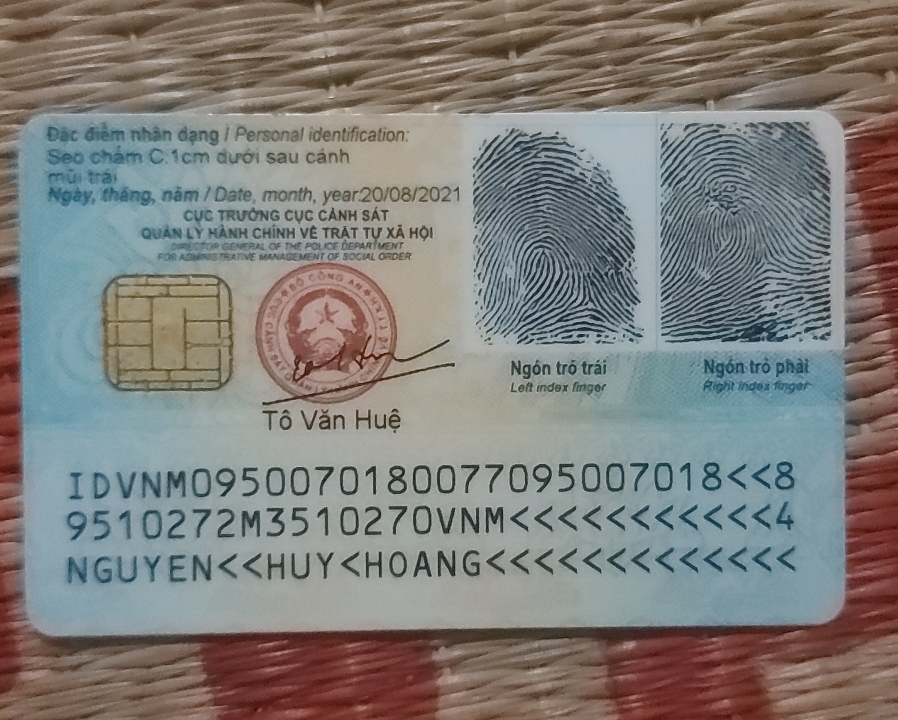 Đặc điểm nhân dạng / Personal identification:
Sẹo chấm C.1cm dưới sau cánh
mũi trái
Ngày, tháng, năm / Date, month, year:20/08/2021
CỤC TRƯỞNG CỤC CẢNH SÁT
QUẢN LÝ HÀNH CHÍNH VỀ TRẬT TỰ XÃ HỘI
DIRECTOR GENERAL OF THE POLICE DEPARTMENT
FOR ADMINISTRATIVE MANAGEMENT OF SOCIAL ORDER
BỘ CÔNG AN
Tô Văn Huệ
Ngón trỏ trái
Left index finger
Ngón trỏ phải
Right index finger
IDVNM0950070180077095007018<<8
9510272M3510270VNM<<<<<<<<<<<4
NGUYEN<<HUY<HOANG<<<<<<<<<<<<<